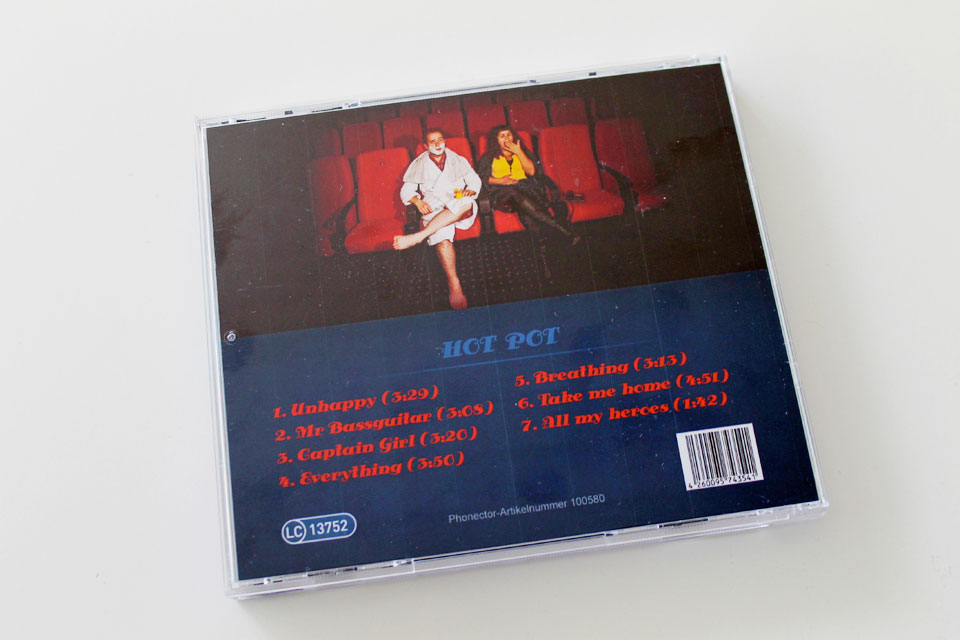 HOT POT
1. Unhappy (3:29)
2. Mr Bassguitar (3:08)
3. Captain Girl (3:20)
4. Everything (3:50)
5. Breathing (3:13)
6. Take me home (4:51)
7. All my heroes (1:42)
4 260095 743541
Phonector-Artikelnummer 100580
LC 13752